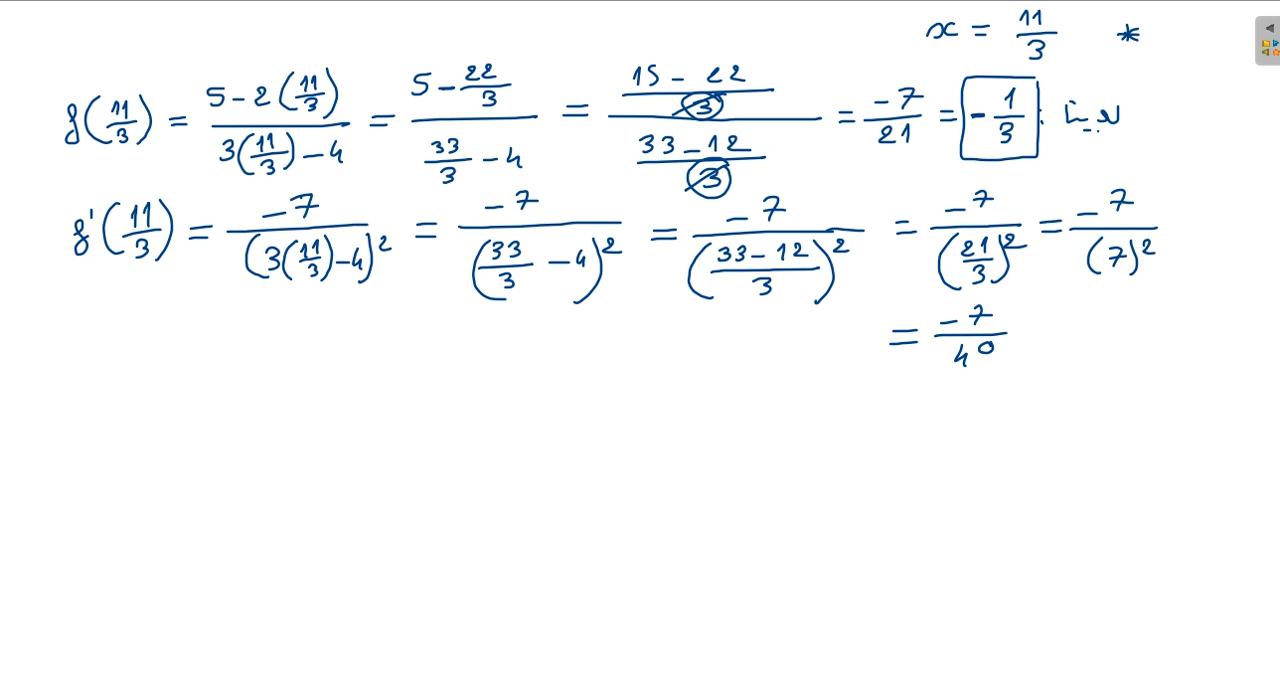 * x = 11/3
f(11/3) = (5 - 2(11/3))/(3(11/3) - 4) = (5 - 22/3)/(33/3 - 4) = ((15 - 22)/3)/((33 - 12)/3) = -7/21 = -1/3 :
f'(11/3) = -7/(3(11/3) - 4)² = -7/(33/3 - 4)² = -7/((33 - 12)/3)² = -7/(21/3)² = -7/(7)²
= -7/4